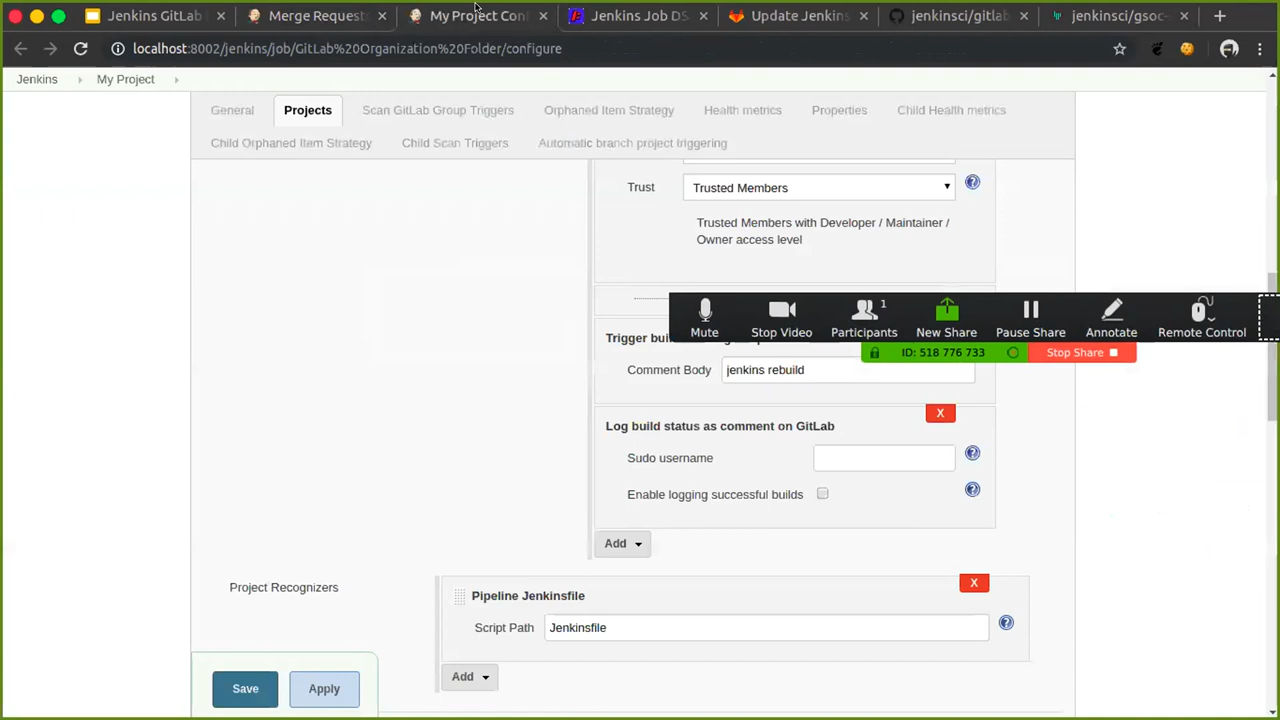 Jenkins GitLab
Merge Request
My Project Con
Jenkins Job DS
Update Jenkins
jenkinsci/gitlab
jenkinsci/gsoc-
localhost:8002/jenkins/job/GitLab%20Organization%20Folder/configure
Jenkins
My Project
General
Projects
Scan GitLab Group Triggers
Orphaned Item Strategy
Health metrics
Properties
Child Health metrics
Child Orphaned Item Strategy
Child Scan Triggers
Automatic branch project triggering
Trust
Trusted Members
Trusted Members with Developer / Maintainer /
Owner access level
Mute
Stop Video
Participants
1
New Share
Pause Share
Annotate
Remote Control
ID: 518 776 733
Stop Share
Trigger bui
Comment Body
jenkins rebuild
X
Log build status as comment on GitLab
Sudo username
Enable logging successful builds
Add
Project Recognizers
X
Pipeline Jenkinsfile
Script Path
Jenkinsfile
Add
Save
Apply